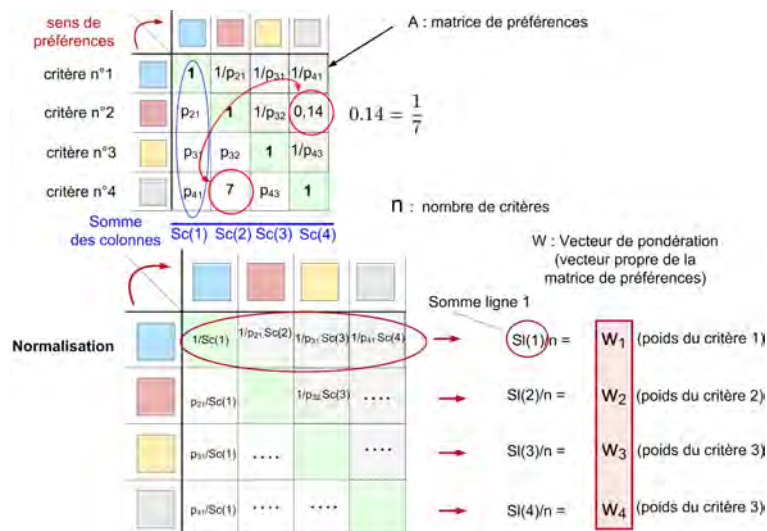 sens de
préférences
A : matrice de préférences
critère n°1 1 1/p21 1/p31 1/p41
critère n°2 p21 1 1/p32 0,14
0.14 = 1/7
critère n°3 p31 p32 1 1/p43
critère n°4 p41 7 p43 1
n : nombre de critères
Somme
des colonnes
Sc(1) Sc(2) Sc(3) Sc(4)
W : Vecteur de pondération
(vecteur propre de la
matrice de préférences)
Somme ligne 1
Normalisation 1/Sc(1) 1/p21.Sc(2) 1/p31.Sc(3) 1/p41.Sc(4) Sl(1)/n = W1 (poids du critère 1)
p21/Sc(1) 1/p32.Sc(3) .... Sl(2)/n = W2 (poids du critère 2)
p31/Sc(1) .... .... Sl(3)/n = W3 (poids du critère 3)
p41/Sc(1) .... .... Sl(4)/n = W4 (poids du critère 3)